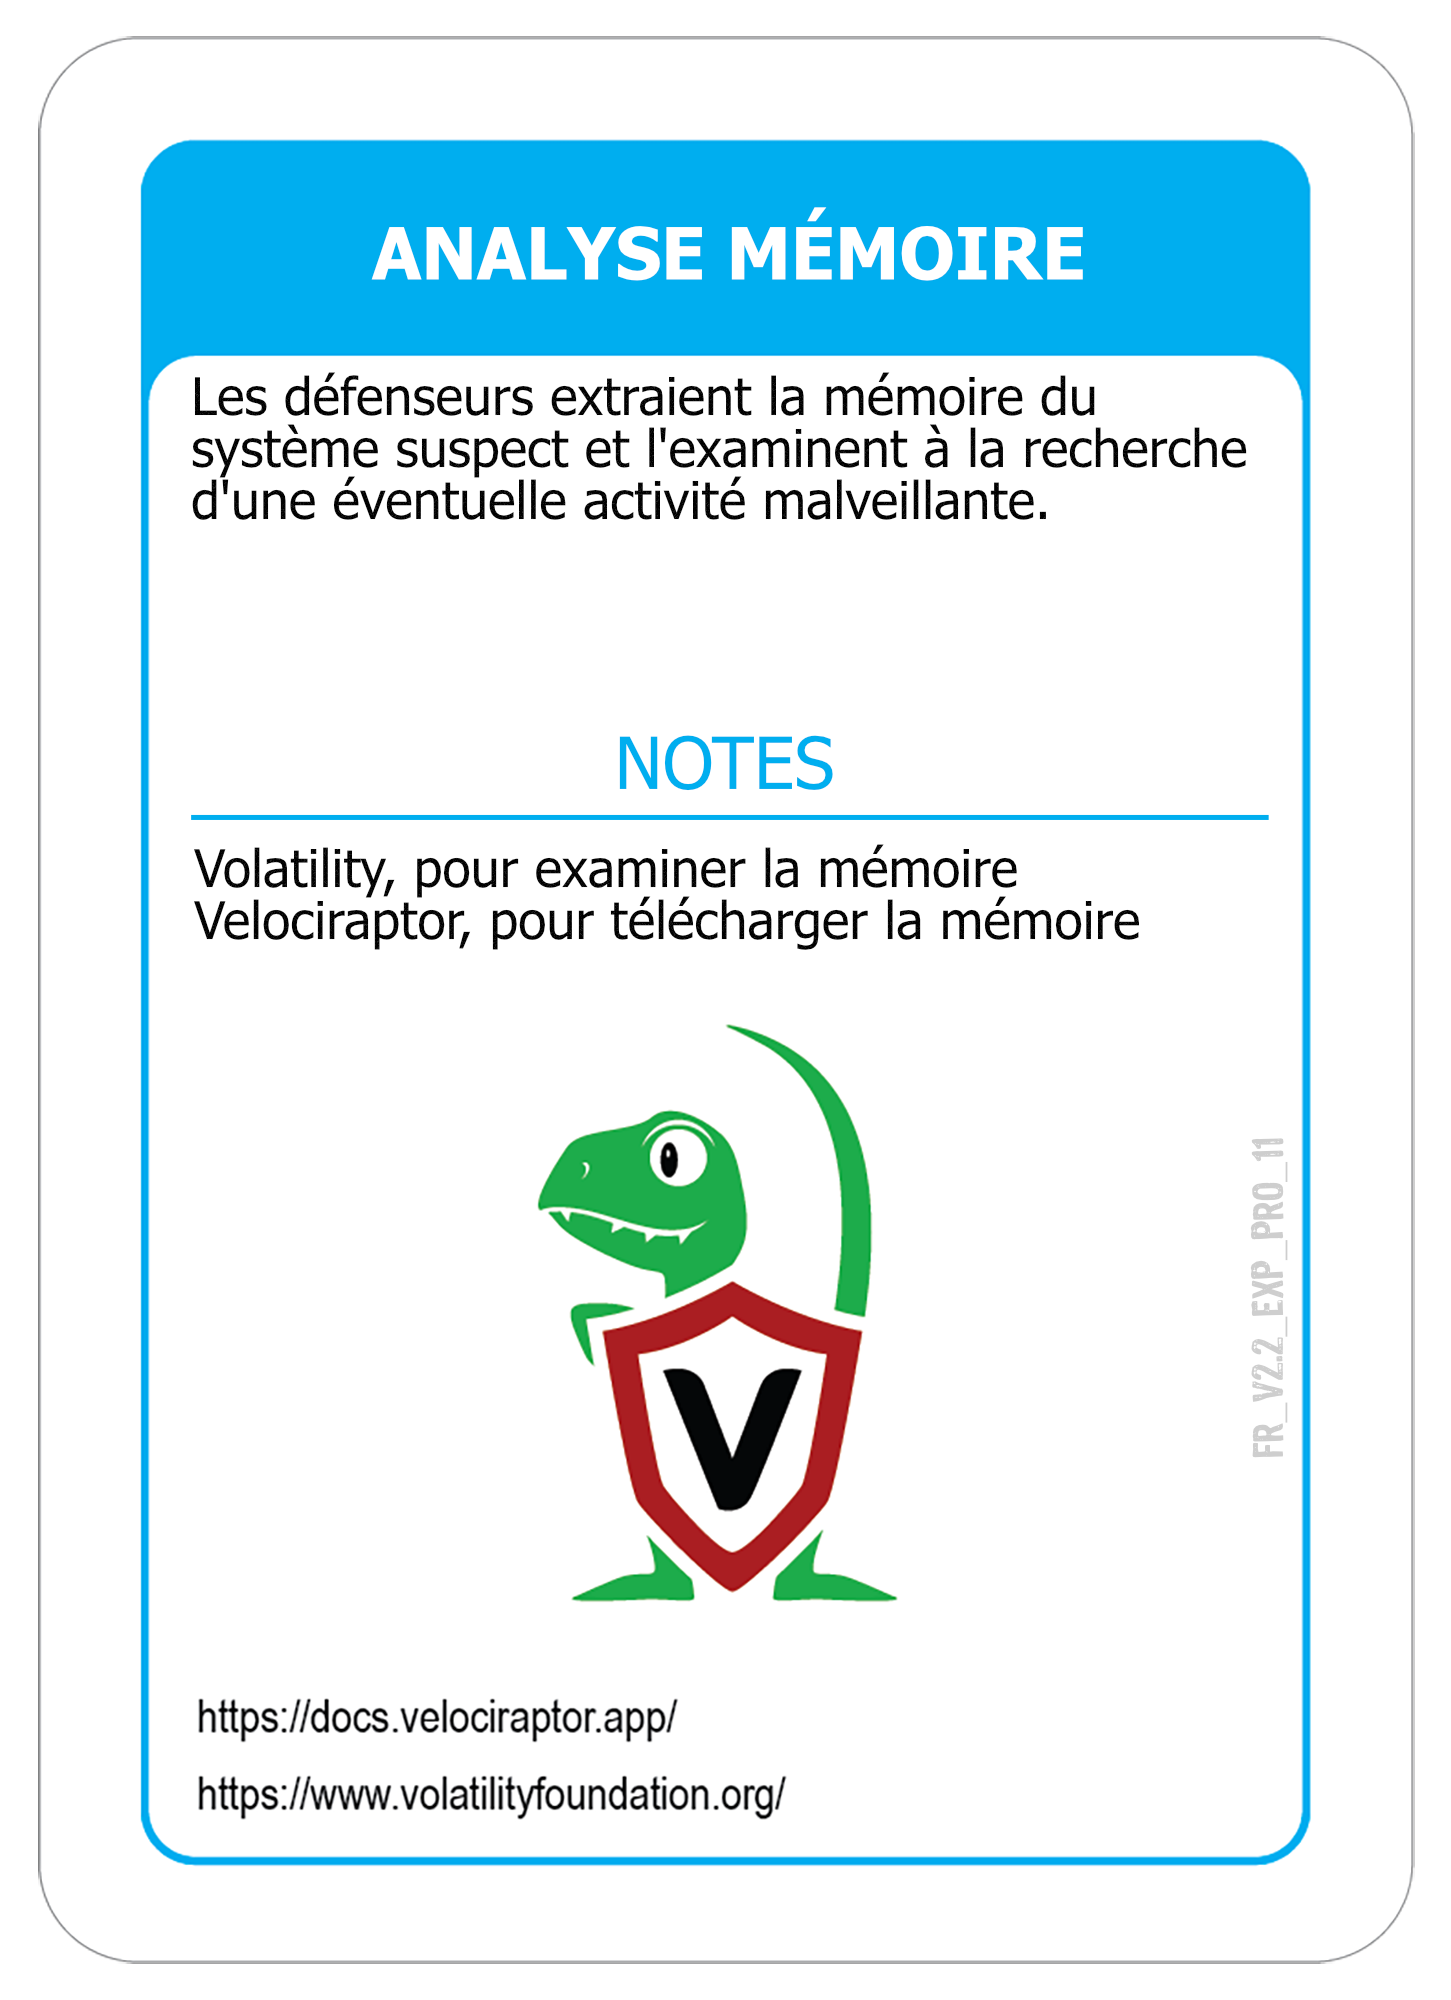 ANALYSE MÉMOIRE
Les défenseurs extraient la mémoire du
système suspect et l'examinent à la recherche
d'une éventuelle activité malveillante.
NOTES
Volatility, pour examiner la mémoire
Velociraptor, pour télécharger la mémoire
V
FR_V2.2_EXP_PRO_11
https://docs.velociraptor.app/
https://www.volatilityfoundation.org/